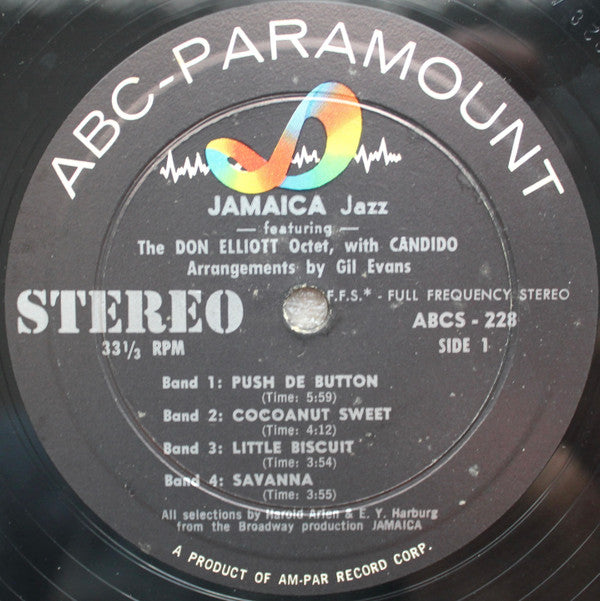 ABC-PARAMOUNT
JAMAICA Jazz
— featuring —
The DON ELLIOTT Octet, with CANDIDO
Arrangements by Gil Evans
STEREO
F.F.S.* - FULL FREQUENCY STEREO
33 1/3 RPM
ABCS - 228
SIDE 1
Band 1: PUSH DE BUTTON
(Time: 5:59)
Band 2: COCOANUT SWEET
(Time: 4:12)
Band 3: LITTLE BISCUIT
(Time: 3:54)
Band 4: SAVANNA
(Time: 3:55)
All selections by Harold Arlen & E. Y. Harburg
from the Broadway production JAMAICA
A PRODUCT OF AM-PAR RECORD CORP.